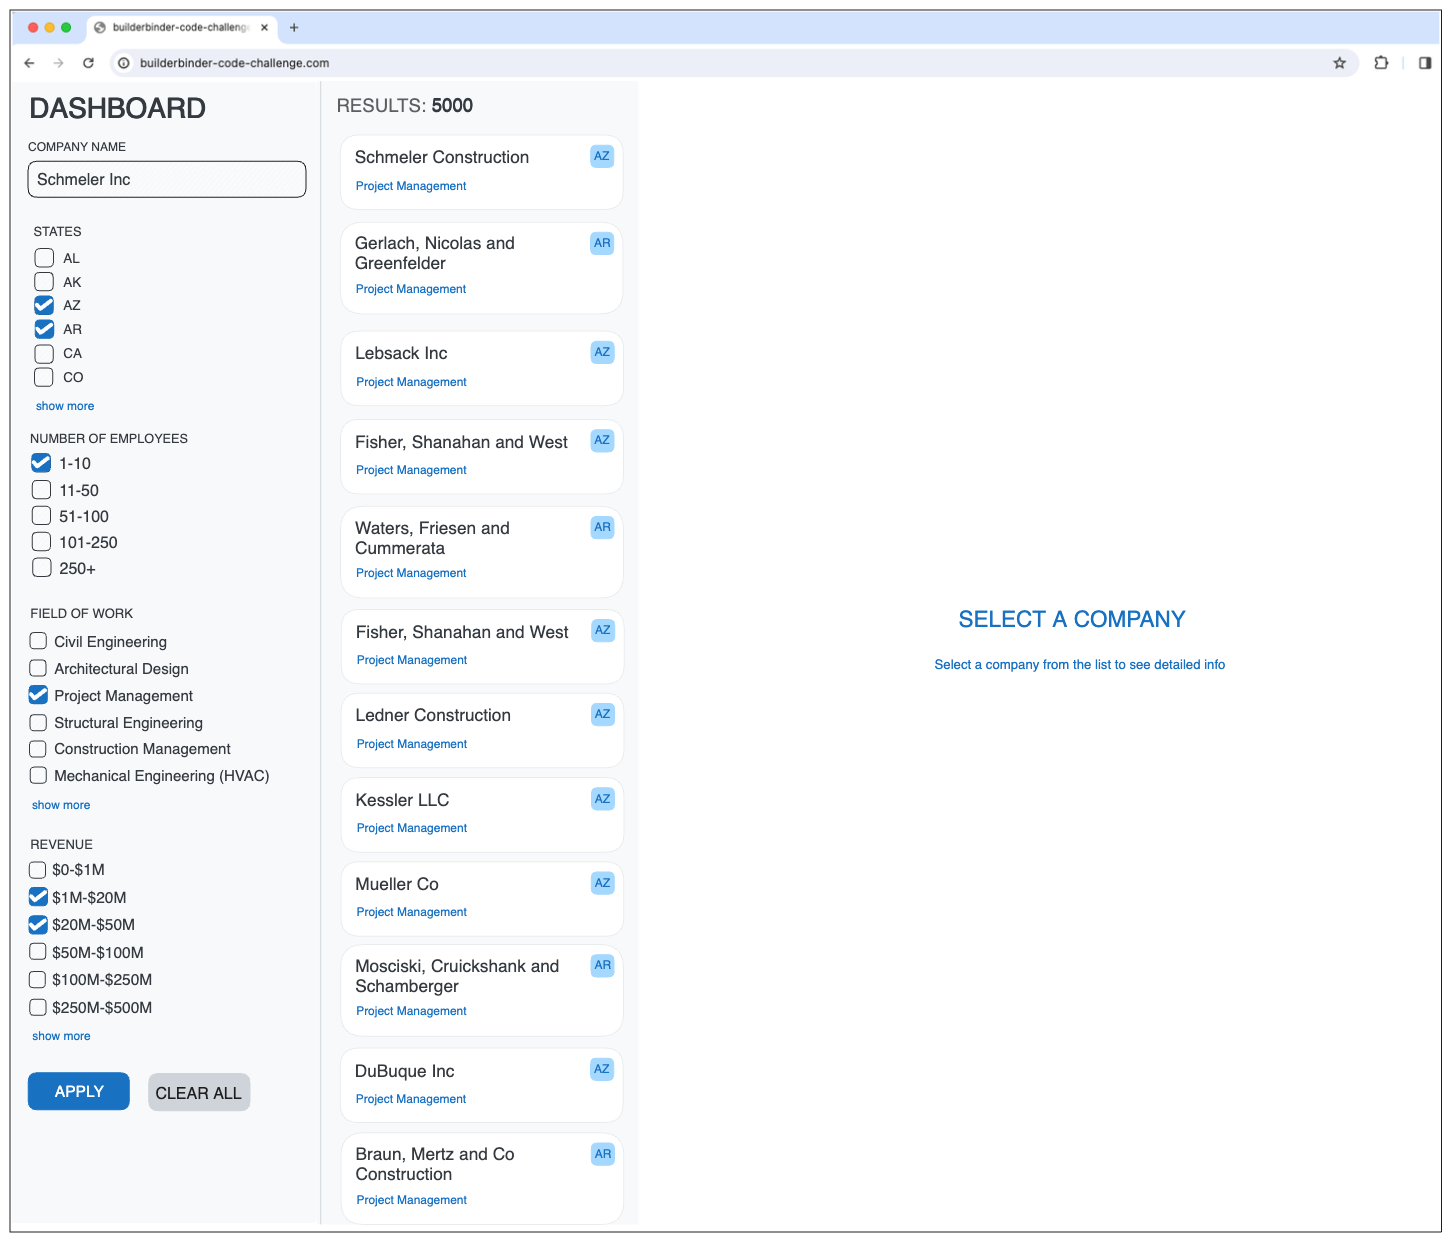 builderbinder-code-challeng
builderbinder-code-challenge.com
DASHBOARD
COMPANY NAME
Schmeler Inc
STATES
AL
AK
AZ
AR
CA
CO
show more
NUMBER OF EMPLOYEES
1-10
11-50
51-100
101-250
250+
FIELD OF WORK
Civil Engineering
Architectural Design
Project Management
Structural Engineering
Construction Management
Mechanical Engineering (HVAC)
show more
REVENUE
$0-$1M
$1M-$20M
$20M-$50M
$50M-$100M
$100M-$250M
$250M-$500M
show more
APPLY
CLEAR ALL
RESULTS: 5000
Schmeler Construction
AZ
Project Management
Gerlach, Nicolas and
Greenfelder
AR
Project Management
Lebsack Inc
AZ
Project Management
Fisher, Shanahan and West
AZ
Project Management
Waters, Friesen and
Cummerata
AR
Project Management
Fisher, Shanahan and West
AZ
Project Management
Ledner Construction
AZ
Project Management
Kessler LLC
AZ
Project Management
Mueller Co
AZ
Project Management
Mosciski, Cruickshank and
Schamberger
AR
Project Management
DuBuque Inc
AZ
Project Management
Braun, Mertz and Co
Construction
AR
Project Management
SELECT A COMPANY
Select a company from the list to see detailed info